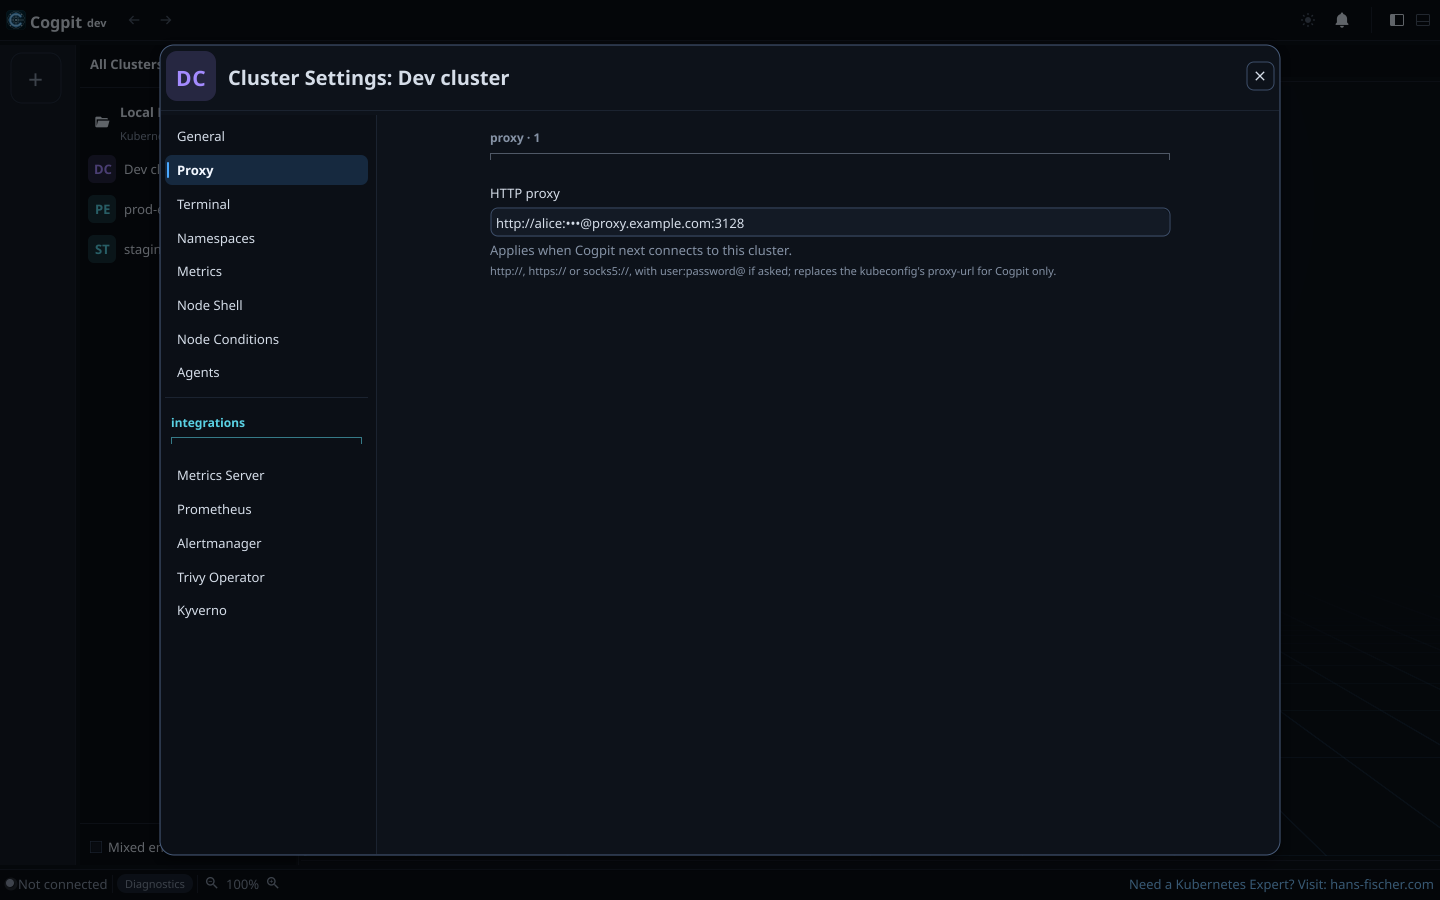 Cogpit dev
All Clusters
Local
Kuberne
DC Dev cl
PE prod-e
ST stagin
Mixed en
DC Cluster Settings: Dev cluster
General
Proxy
Terminal
Namespaces
Metrics
Node Shell
Node Conditions
Agents
integrations
Metrics Server
Prometheus
Alertmanager
Trivy Operator
Kyverno
proxy · 1
HTTP proxy
http://alice:•••@proxy.example.com:3128
Applies when Cogpit next connects to this cluster.
http://, https:// or socks5://, with user:password@ if asked; replaces the kubeconfig's proxy-url for Cogpit only.
Not connected Diagnostics 100% Need a Kubernetes Expert? Visit: hans-fischer.com